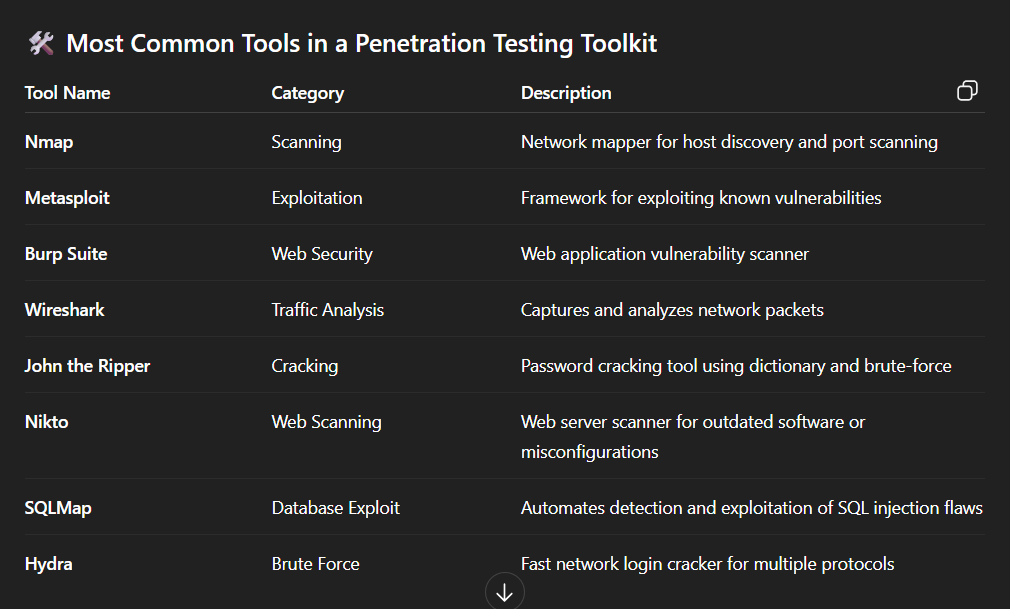 🛠️ Most Common Tools in a Penetration Testing Toolkit
Tool Name Category Description
Nmap Scanning Network mapper for host discovery and port scanning
Metasploit Exploitation Framework for exploiting known vulnerabilities
Burp Suite Web Security Web application vulnerability scanner
Wireshark Traffic Analysis Captures and analyzes network packets
John the Ripper Cracking Password cracking tool using dictionary and brute-force
Nikto Web Scanning Web server scanner for outdated software or
misconfigurations
SQLMap Database Exploit Automates detection and exploitation of SQL injection flaws
Hydra Brute Force Fast network login cracker for multiple protocols